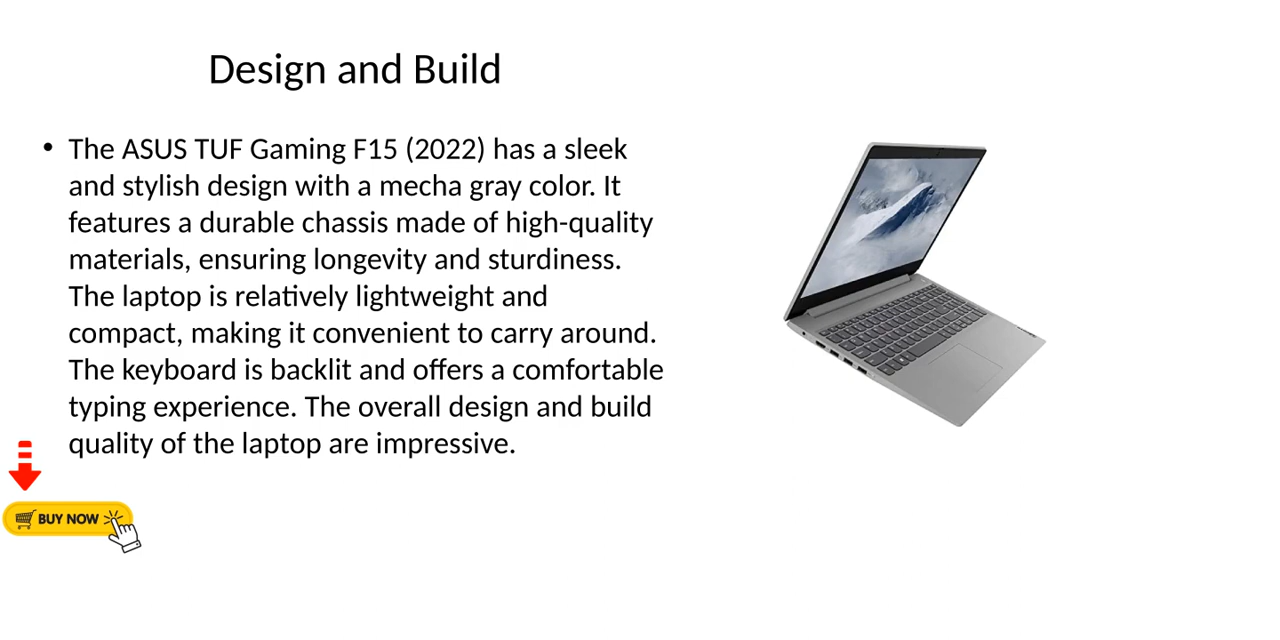 Design and Build
• The ASUS TUF Gaming F15 (2022) has a sleek
and stylish design with a mecha gray color. It
features a durable chassis made of high-quality
materials, ensuring longevity and sturdiness.
The laptop is relatively lightweight and
compact, making it convenient to carry around.
The keyboard is backlit and offers a comfortable
typing experience. The overall design and build
quality of the laptop are impressive.
BUY NOW